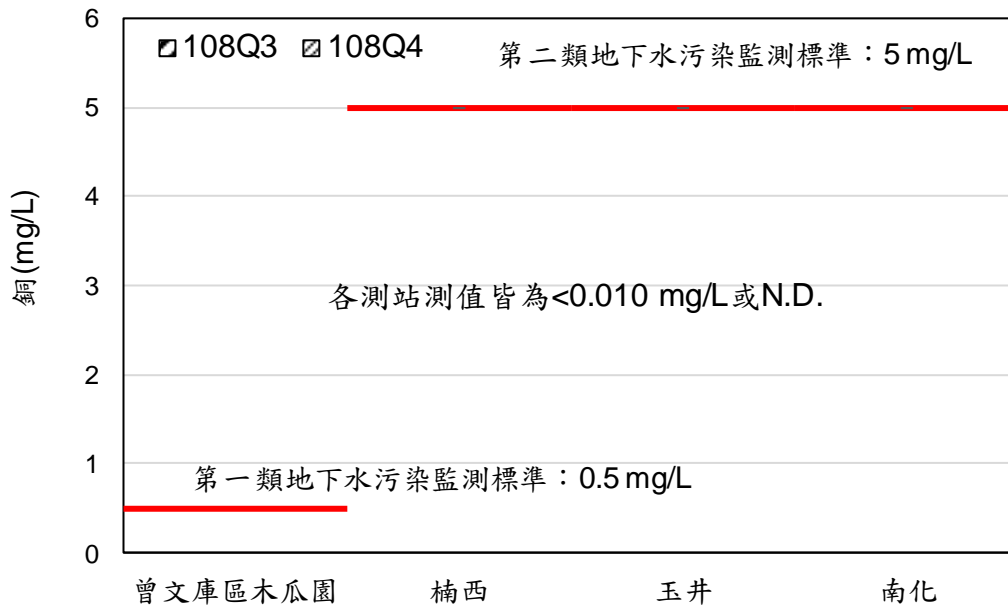 6
108Q3 108Q4
第二類地下水污染監測標準：5 mg/L
5
4
銅(mg/L)
3
各測站測值皆為<0.010 mg/L或N.D.
2
1
第一類地下水污染監測標準：0.5 mg/L
0
曾文庫區木瓜園 楠西 玉井 南化